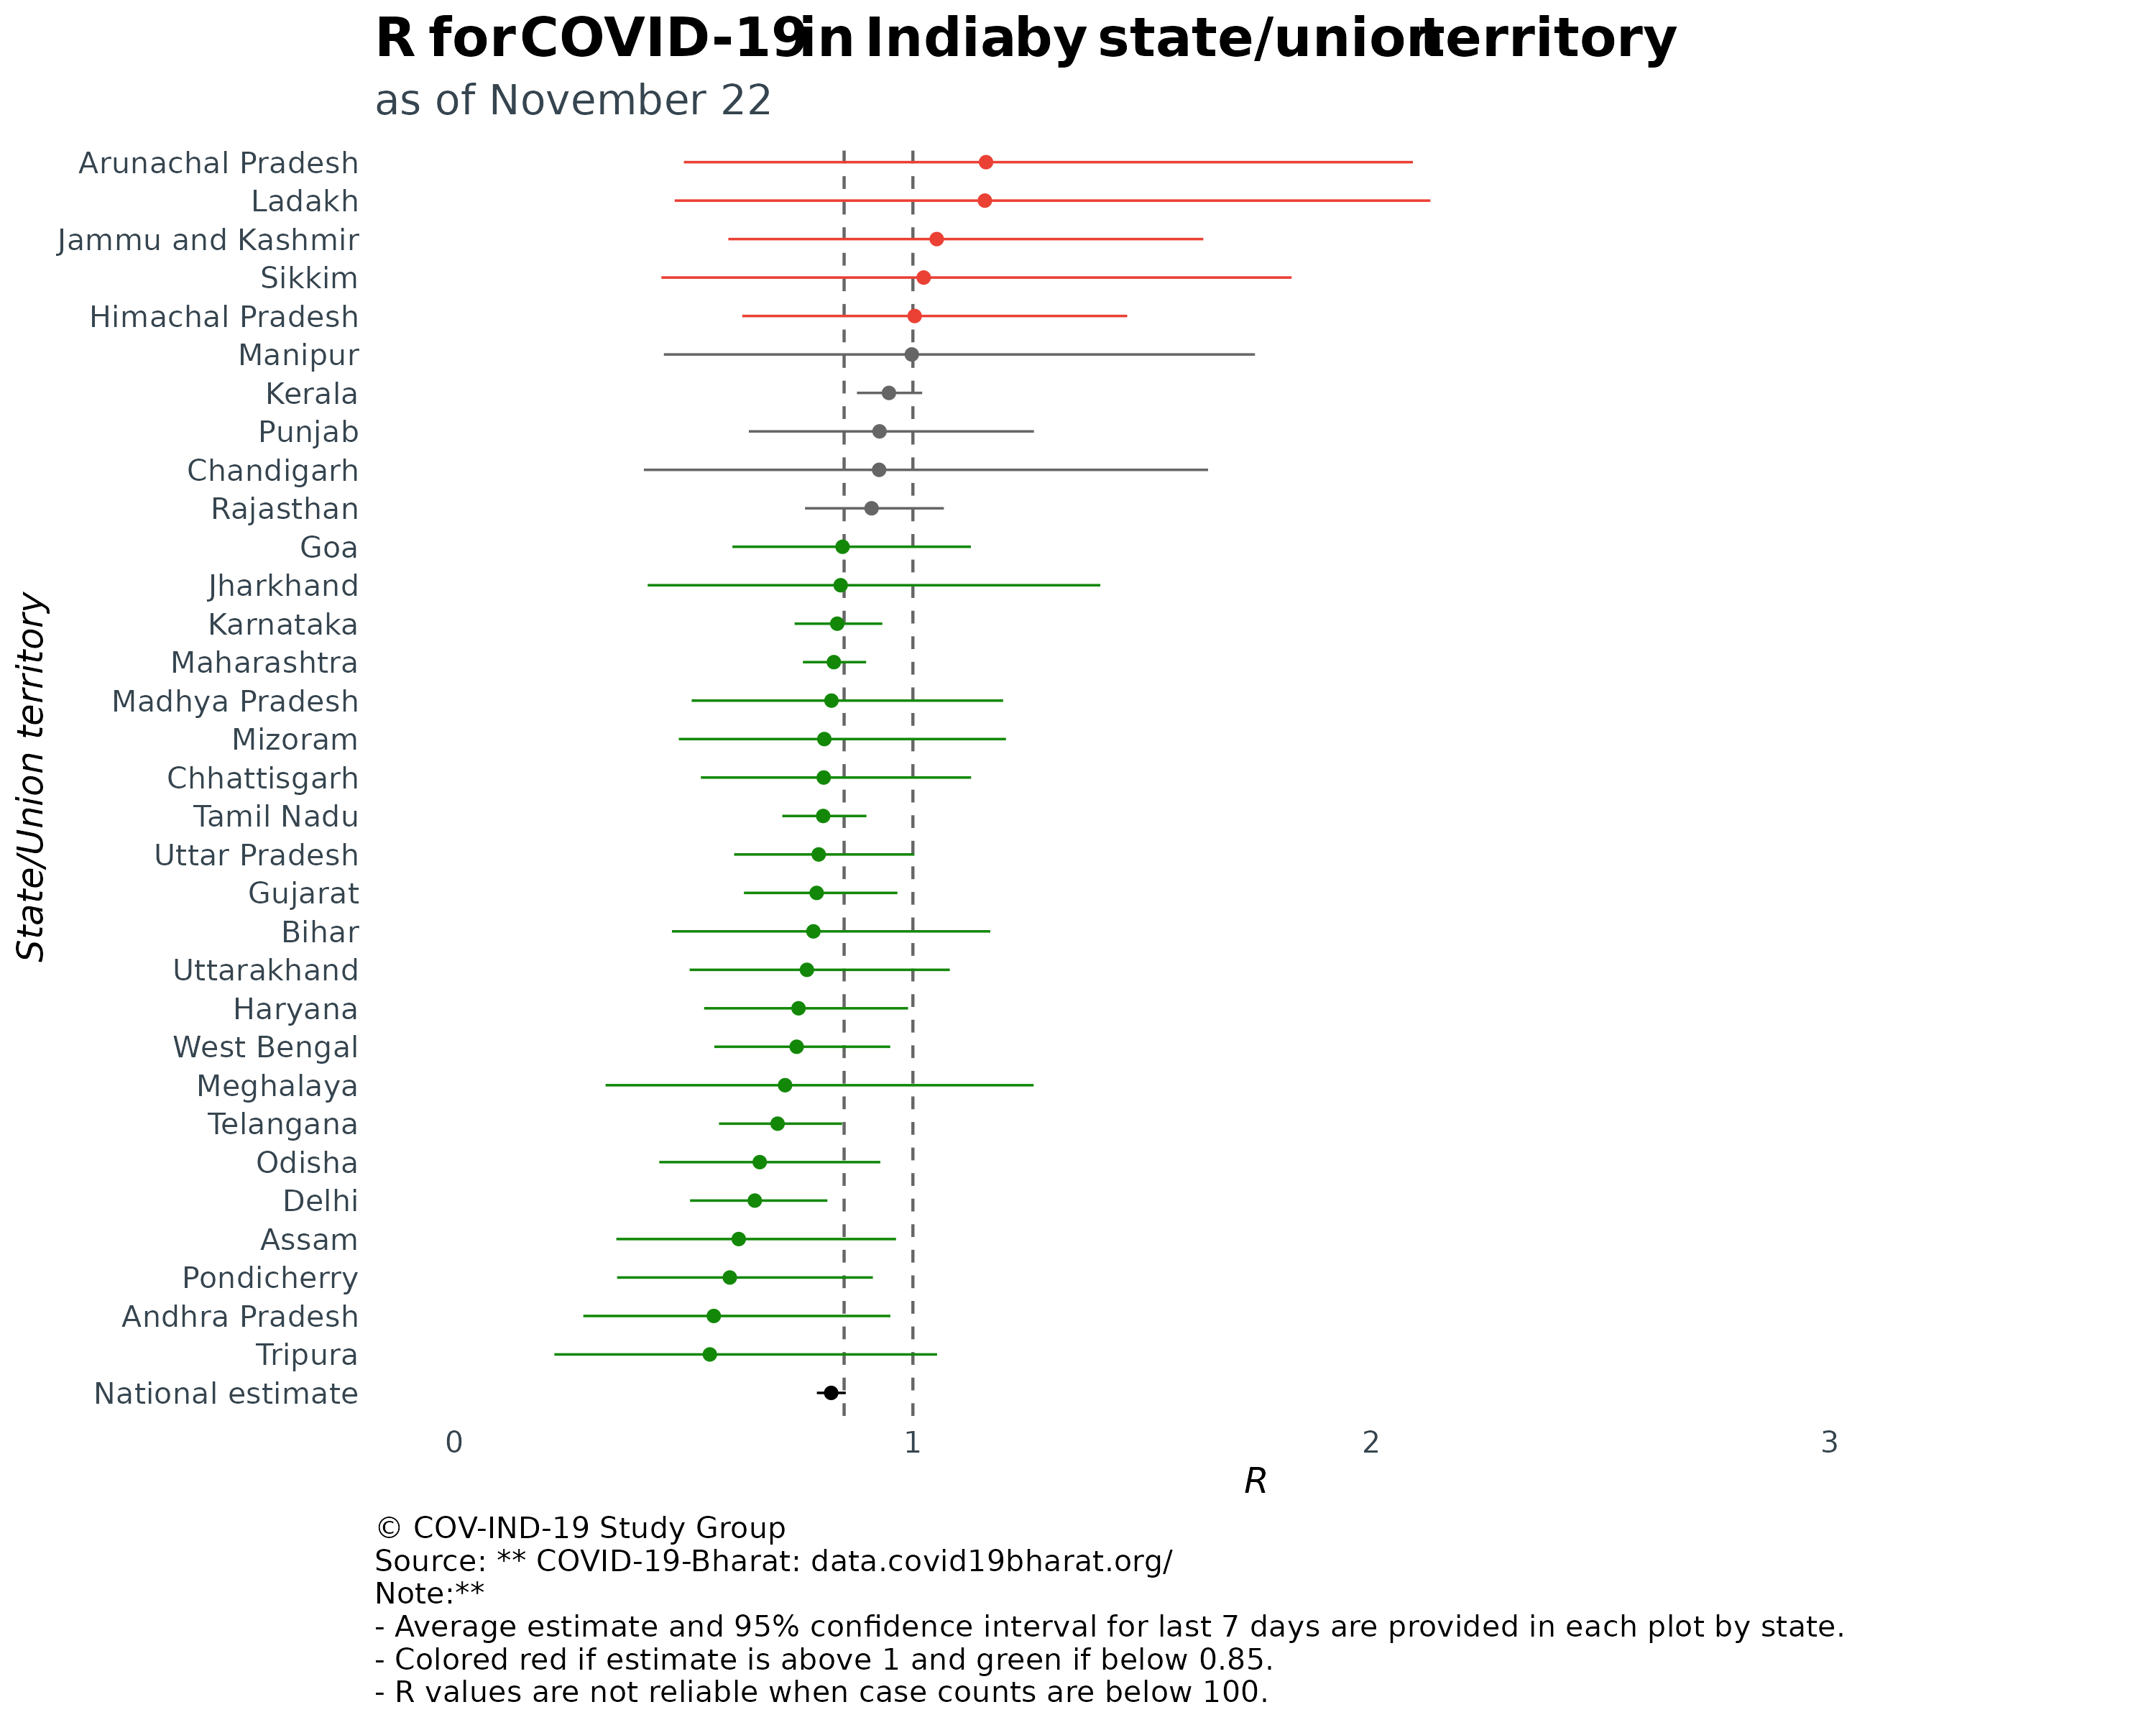 R for COVID-19 in India by state/union territory
as of November 22
Arunachal Pradesh
Ladakh
Jammu and Kashmir
Sikkim
Himachal Pradesh
Manipur
Kerala
Punjab
Chandigarh
Rajasthan
Goa
Jharkhand
Karnataka
Maharashtra
Madhya Pradesh
Mizoram
Chhattisgarh
Tamil Nadu
Uttar Pradesh
Gujarat
Bihar
Uttarakhand
Haryana
West Bengal
Meghalaya
Telangana
Odisha
Delhi
Assam
Pondicherry
Andhra Pradesh
Tripura
National estimate
State/Union territory
0 1 2 3
R
© COV-IND-19 Study Group
Source: ** COVID-19-Bharat: data.covid19bharat.org/
Note:**
- Average estimate and 95% confidence interval for last 7 days are provided in each plot by state.
- Colored red if estimate is above 1 and green if below 0.85.
- R values are not reliable when case counts are below 100.